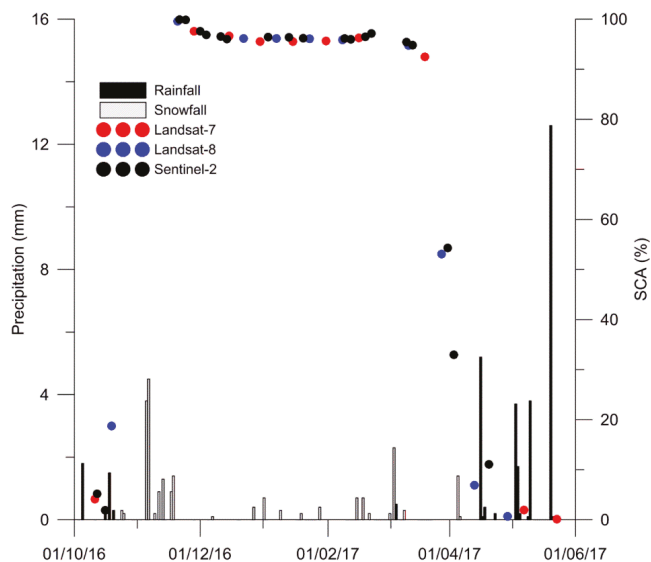 16
12
8
4
0
Precipitation (mm)
Rainfall
Snowfall
Landsat-7
Landsat-8
Sentinel-2
100
80
60
40
20
0
SCA (%)
01/10/16 01/12/16 01/02/17 01/04/17 01/06/17